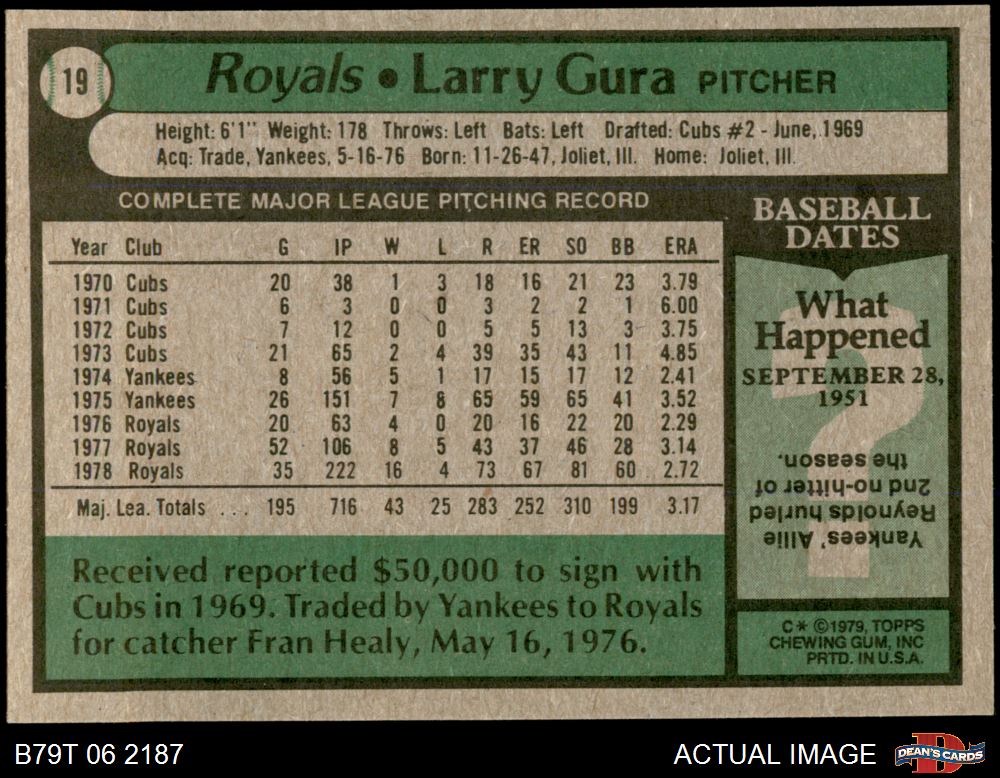 19
Royals • Larry Gura PITCHER
Height: 6'1" Weight: 178 Throws: Left Bats: Left Drafted: Cubs #2 - June, 1969
Acq: Trade, Yankees, 5-16-76 Born: 11-26-47, Joliet, Ill. Home: Joliet, Ill.
COMPLETE MAJOR LEAGUE PITCHING RECORD
Year Club G IP W L R ER SO BB ERA
1970 Cubs 20 38 1 3 18 16 21 23 3.79
1971 Cubs 6 3 0 0 3 2 2 1 6.00
1972 Cubs 7 12 0 0 5 5 13 3 3.75
1973 Cubs 21 65 2 4 39 35 43 11 4.85
1974 Yankees 8 56 5 1 17 15 17 12 2.41
1975 Yankees 26 151 7 8 65 59 65 41 3.52
1976 Royals 20 63 4 0 20 16 22 20 2.29
1977 Royals 52 106 8 5 43 37 46 28 3.14
1978 Royals 35 222 16 4 73 67 81 60 2.72
Maj. Lea. Totals ... 195 716 43 25 283 252 310 199 3.17
Received reported $50,000 to sign with
Cubs in 1969. Traded by Yankees to Royals
for catcher Fran Healy, May 16, 1976.
BASEBALL
DATES
What
Happened
SEPTEMBER 28,
1951
?
Yankees' Allie
Reynolds hurled
2nd no-hitter of
the season.
C* ©1979, TOPPS
CHEWING GUM, INC
PRTD. IN U.S.A.
B79T 06 2187
ACTUAL IMAGE
D
DEAN'S CARDS